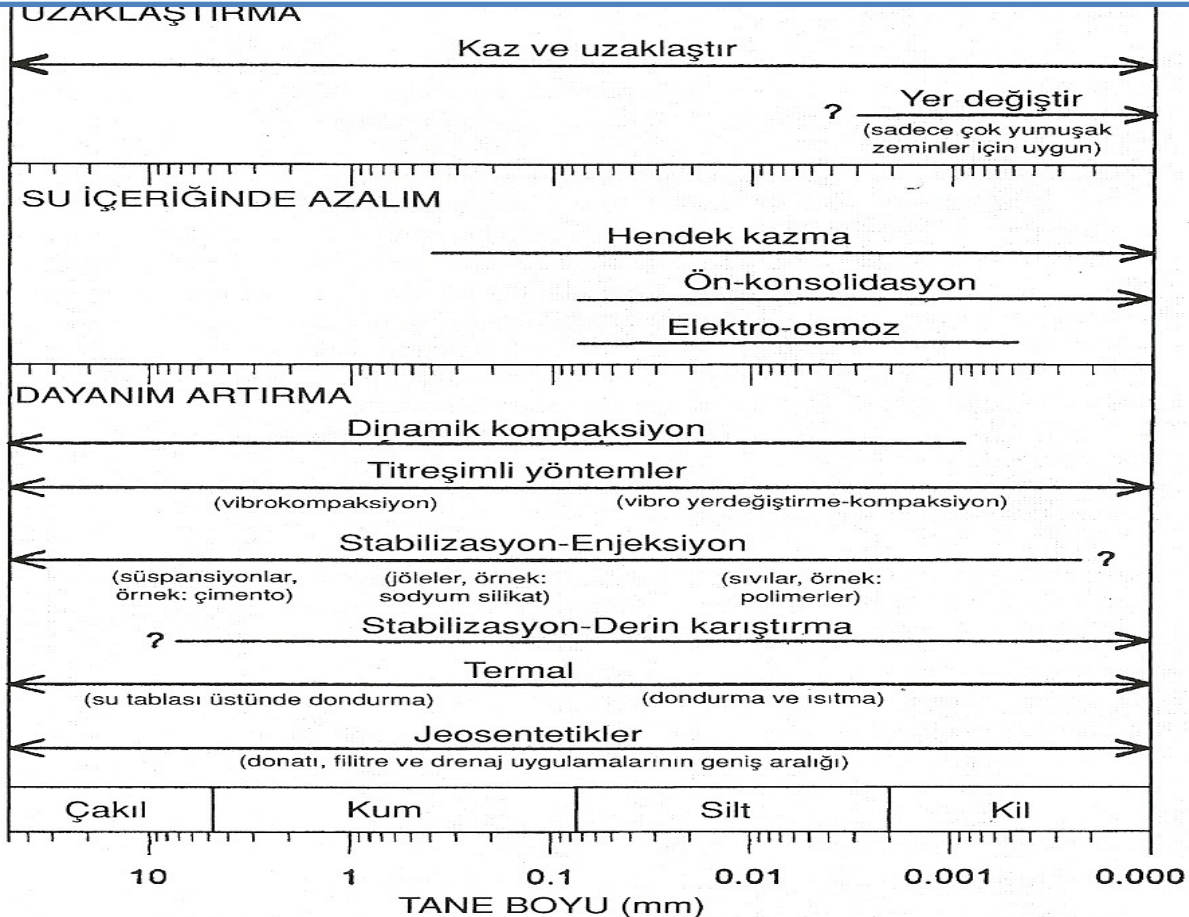 UZAKLAŞTIRMA
Kaz ve uzaklaştır
? Yer değiştir
(sadece çok yumuşak
zeminler için uygun)
SU İÇERİĞİNDE AZALIM
Hendek kazma
Ön-konsolidasyon
Elektro-osmoz
DAYANIM ARTIRMA
Dinamik kompaksiyon
Titreşimli yöntemler
(vibrokompaksiyon) (vibro yerdeğiştirme-kompaksiyon)
Stabilizasyon-Enjeksiyon ?
(süspansiyonlar, (jöleler, örnek: (sıvılar, örnek:
örnek: çimento) sodyum silikat) polimerler)
? Stabilizasyon-Derin karıştırma
Termal
(su tablası üstünde dondurma) (dondurma ve ısıtma)
Jeosentetikler
(donatı, filitre ve drenaj uygulamalarının geniş aralığı)
Çakıl Kum Silt Kil
10 1 0.1 0.01 0.001 0.000
TANE BOYU (mm)